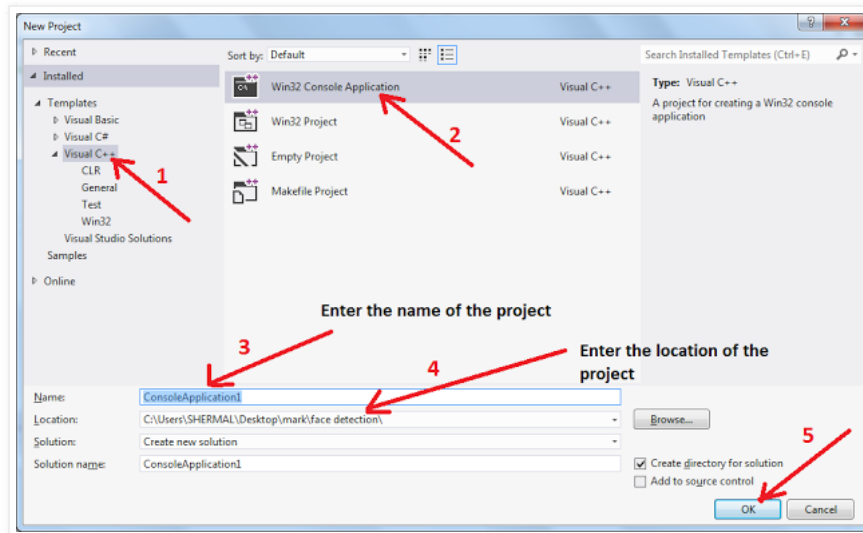 New Project
Recent
Installed
Templates
Visual Basic
Visual C#
Visual C++
CLR
General
Test
Win32
Visual Studio Solutions
Samples
Online
Sort by: Default
Win32 Console Application Visual C++
Win32 Project Visual C++
Empty Project Visual C++
Makefile Project Visual C++
Search Installed Templates (Ctrl+E)
Type: Visual C++
A project for creating a Win32 console
application
1
2
Enter the name of the project
3
4
Enter the location of the
project
Name: ConsoleApplication1
Location: C:\Users\SHERMAL\Desktop\mark\face detection\ Browse...
Solution: Create new solution
5
Solution name: ConsoleApplication1
Create directory for solution
Add to source control
OK Cancel